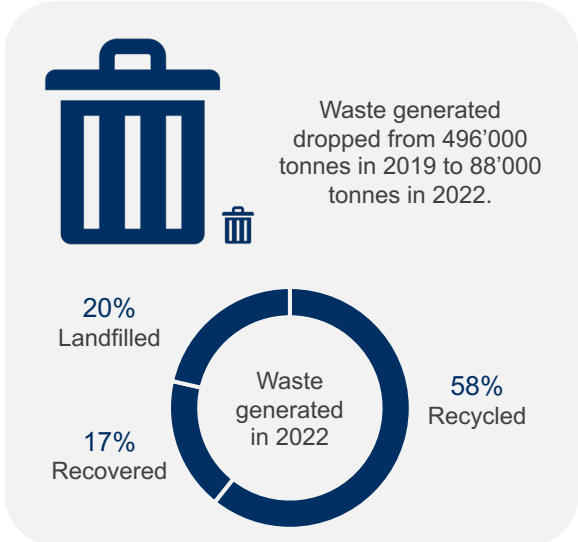 Waste generated
dropped from 496’000
tonnes in 2019 to 88’000
tonnes in 2022.
20%
Landfilled
Waste
generated
in 2022
58%
Recycled
17%
Recovered